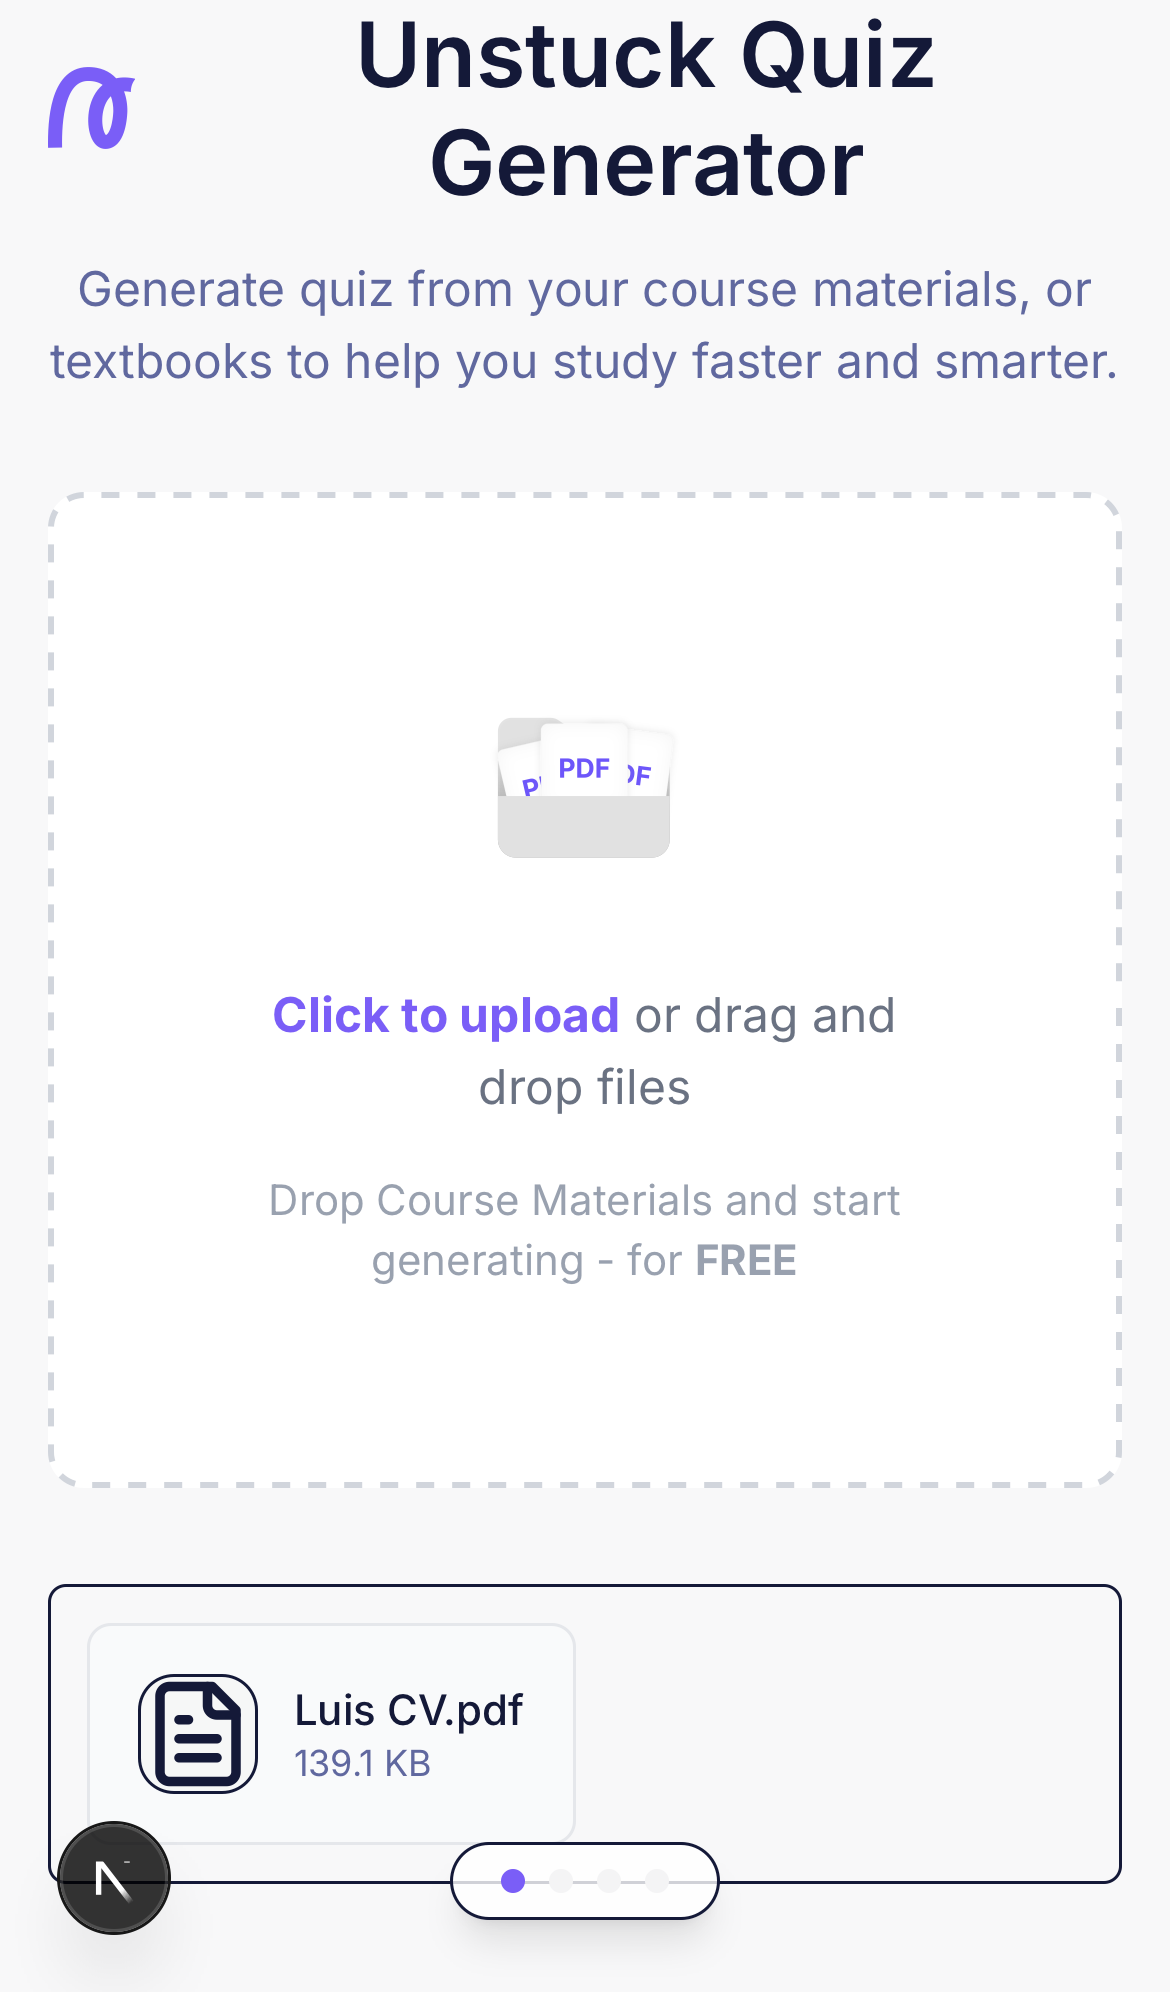 Unstuck Quiz
Generator
Generate quiz from your course materials, or
textbooks to help you study faster and smarter.
PDF
Click to upload or drag and
drop files
Drop Course Materials and start
generating - for FREE
Luis CV.pdf
139.1 KB